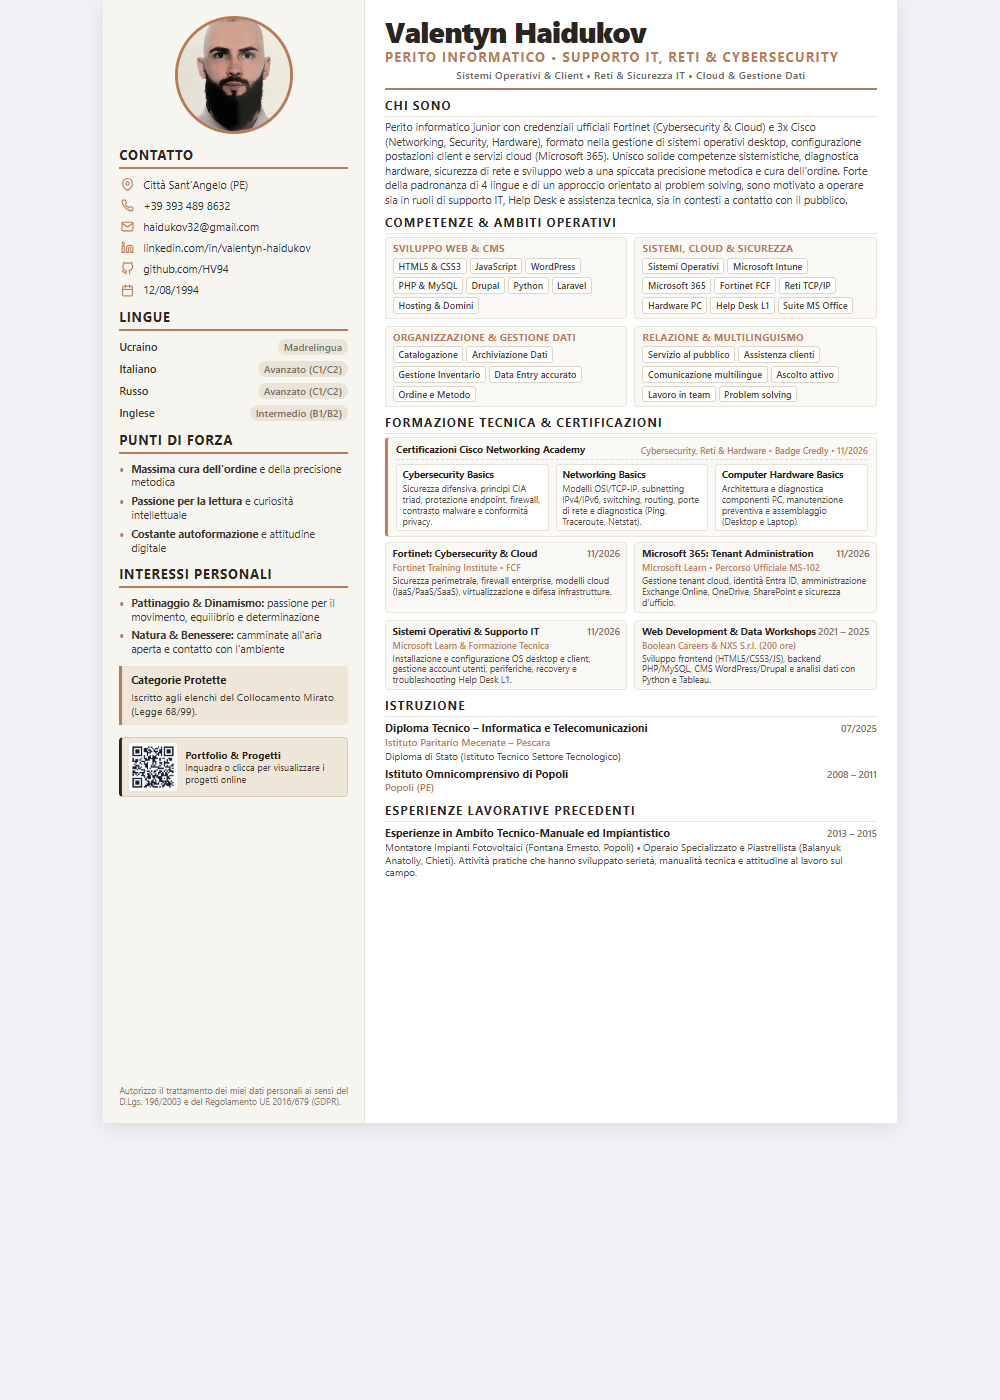 CONTATTO
Città Sant'Angelo (PE)
+39 393 489 8632
haidukov32@gmail.com
linkedin.com/in/valentyn-haidukov
github.com/HV94
12/08/1994
LINGUE
Ucraino Madrelingua
Italiano Avanzato (C1/C2)
Russo Avanzato (C1/C2)
Inglese Intermedio (B1/B2)
PUNTI DI FORZA
• Massima cura dell'ordine e della precisione
metodica
• Passione per la lettura e curiosità
intellettuale
• Costante autoformazione e attitudine
digitale
INTERESSI PERSONALI
• Pattinaggio & Dinamismo: passione per il
movimento, equilibrio e determinazione
• Natura & Benessere: camminate all'aria
aperta e contatto con l'ambiente
Categorie Protette
Iscritto agli elenchi del Collocamento Mirato
(Legge 68/99).
Portfolio & Progetti
Inquadra o clicca per visualizzare i
progetti online
Autorizzo il trattamento dei miei dati personali ai sensi del
D.Lgs. 196/2003 e del Regolamento UE 2016/679 (GDPR).
Valentyn Haidukov
PERITO INFORMATICO • SUPPORTO IT, RETI & CYBERSECURITY
Sistemi Operativi & Client • Reti & Sicurezza IT • Cloud & Gestione Dati
CHI SONO
Perito informatico junior con credenziali ufficiali Fortinet (Cybersecurity & Cloud) e 3x Cisco
(Networking, Security, Hardware), formato nella gestione di sistemi operativi desktop, configurazione
postazioni client e servizi cloud (Microsoft 365). Unisco solide competenze sistemistiche, diagnostica
hardware, sicurezza di rete e sviluppo web a una spiccata precisione metodica e cura dell'ordine. Forte
della padronanza di 4 lingue e di un approccio orientato al problem solving, sono motivato a operare
sia in ruoli di supporto IT, Help Desk e assistenza tecnica, sia in contesti a contatto con il pubblico.
COMPETENZE & AMBITI OPERATIVI
SVILUPPO WEB & CMS
HTML5 & CSS3 JavaScript WordPress
PHP & MySQL Drupal Python Laravel
Hosting & Domini
SISTEMI, CLOUD & SICUREZZA
Sistemi Operativi Microsoft Intune
Microsoft 365 Fortinet FCF Reti TCP/IP
Hardware PC Help Desk L1 Suite MS Office
ORGANIZZAZIONE & GESTIONE DATI
Catalogazione Archiviazione Dati
Gestione Inventario Data Entry accurato
Ordine e Metodo
RELAZIONE & MULTILINGUISMO
Servizio al pubblico Assistenza clienti
Comunicazione multilingue Ascolto attivo
Lavoro in team Problem solving
FORMAZIONE TECNICA & CERTIFICAZIONI
Certificazioni Cisco Networking Academy Cybersecurity, Reti & Hardware • Badge Credly • 11/2026
Cybersecurity Basics
Sicurezza difensiva, principi CIA
triad, protezione endpoint, firewall,
contrasto malware e conformità
privacy.
Networking Basics
Modelli OSI/TCP-IP, subnetting
IPv4/IPv6, switching, routing, porte
di rete e diagnostica (Ping,
Traceroute, Netstat).
Computer Hardware Basics
Architettura e diagnostica
componenti PC, manutenzione
preventiva e assemblaggio
(Desktop e Laptop).
Fortinet: Cybersecurity & Cloud 11/2026
Fortinet Training Institute • FCF
Sicurezza perimetrale, firewall enterprise, modelli cloud
(IaaS/PaaS/SaaS), virtualizzazione e difesa infrastrutture.
Microsoft 365: Tenant Administration 11/2026
Microsoft Learn • Percorso Ufficiale MS-102
Gestione tenant cloud, identità Entra ID, amministrazione
Exchange Online, OneDrive, SharePoint e sicurezza
d'ufficio.
Sistemi Operativi & Supporto IT 11/2026
Microsoft Learn & Formazione Tecnica
Installazione e configurazione OS desktop e client,
gestione account utenti, periferiche, recovery e
troubleshooting Help Desk L1.
Web Development & Data Workshops 2021 – 2025
Boolean Careers & NXS S.r.l. (200 ore)
Sviluppo frontend (HTML5/CSS3/JS), backend
PHP/MySQL, CMS WordPress/Drupal e analisi dati con
Python e Tableau.
ISTRUZIONE
Diploma Tecnico – Informatica e Telecomunicazioni 07/2025
Istituto Paritario Mecenate – Pescara
Diploma di Stato (Istituto Tecnico Settore Tecnologico)
Istituto Omnicomprensivo di Popoli 2008 – 2011
Popoli (PE)
ESPERIENZE LAVORATIVE PRECEDENTI
Esperienze in Ambito Tecnico-Manuale ed Impiantistico 2013 – 2015
Montatore Impianti Fotovoltaici (Fontana Ernesto, Popoli) • Operaio Specializzato e Piastrellista (Balanyuk
Anatoliy, Chieti). Attività pratiche che hanno sviluppato serietà, manualità tecnica e attitudine al lavoro sul
campo.